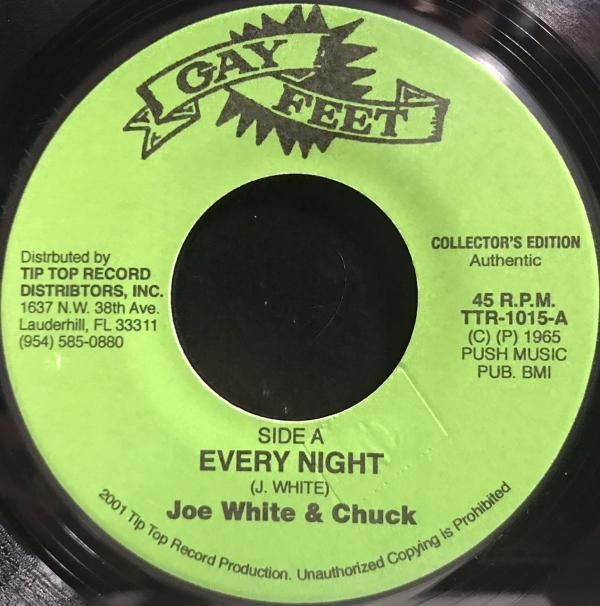 GAY
FEET
Distrbuted by
TIP TOP RECORD
DISTRIBTORS, INC.
1637 N.W. 38th Ave.
Lauderhill, FL 33311
(954) 585-0880
COLLECTOR'S EDITION
Authentic
45 R.P.M.
TTR-1015-A
(C) (P) 1965
PUSH MUSIC
PUB. BMI
SIDE A
EVERY NIGHT
(J. WHITE)
Joe White & Chuck
2001 Tip Top Record Production. Unauthorized Copying is Prohibited